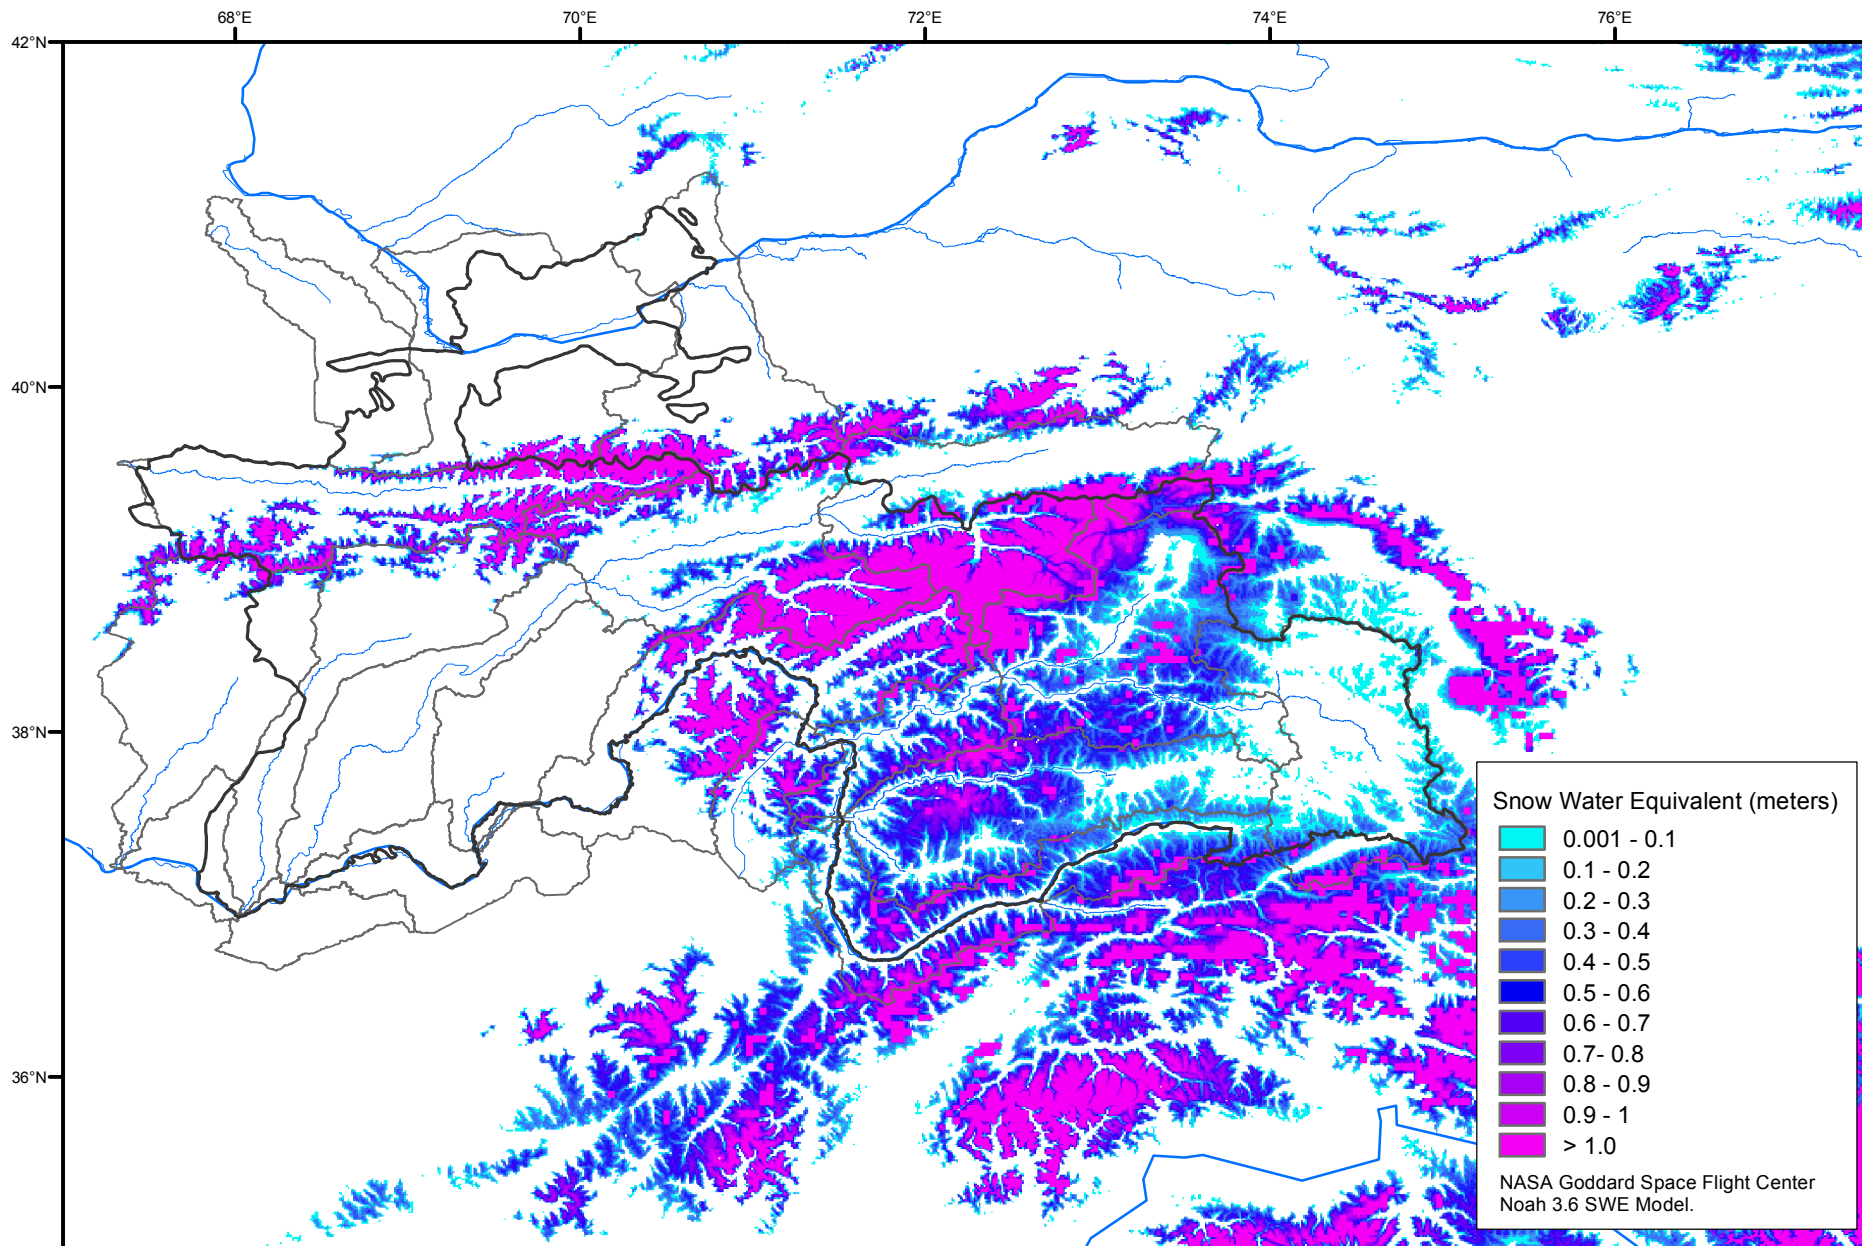 68°E
70°E
72°E
74°E
76°E
42°N
40°N
38°N
36°N
Snow Water Equivalent (meters)
0.001 - 0.1
0.1 - 0.2
0.2 - 0.3
0.3 - 0.4
0.4 - 0.5
0.5 - 0.6
0.6 - 0.7
0.7- 0.8
0.8 - 0.9
0.9 - 1
> 1.0
NASA Goddard Space Flight Center
Noah 3.6 SWE Model.